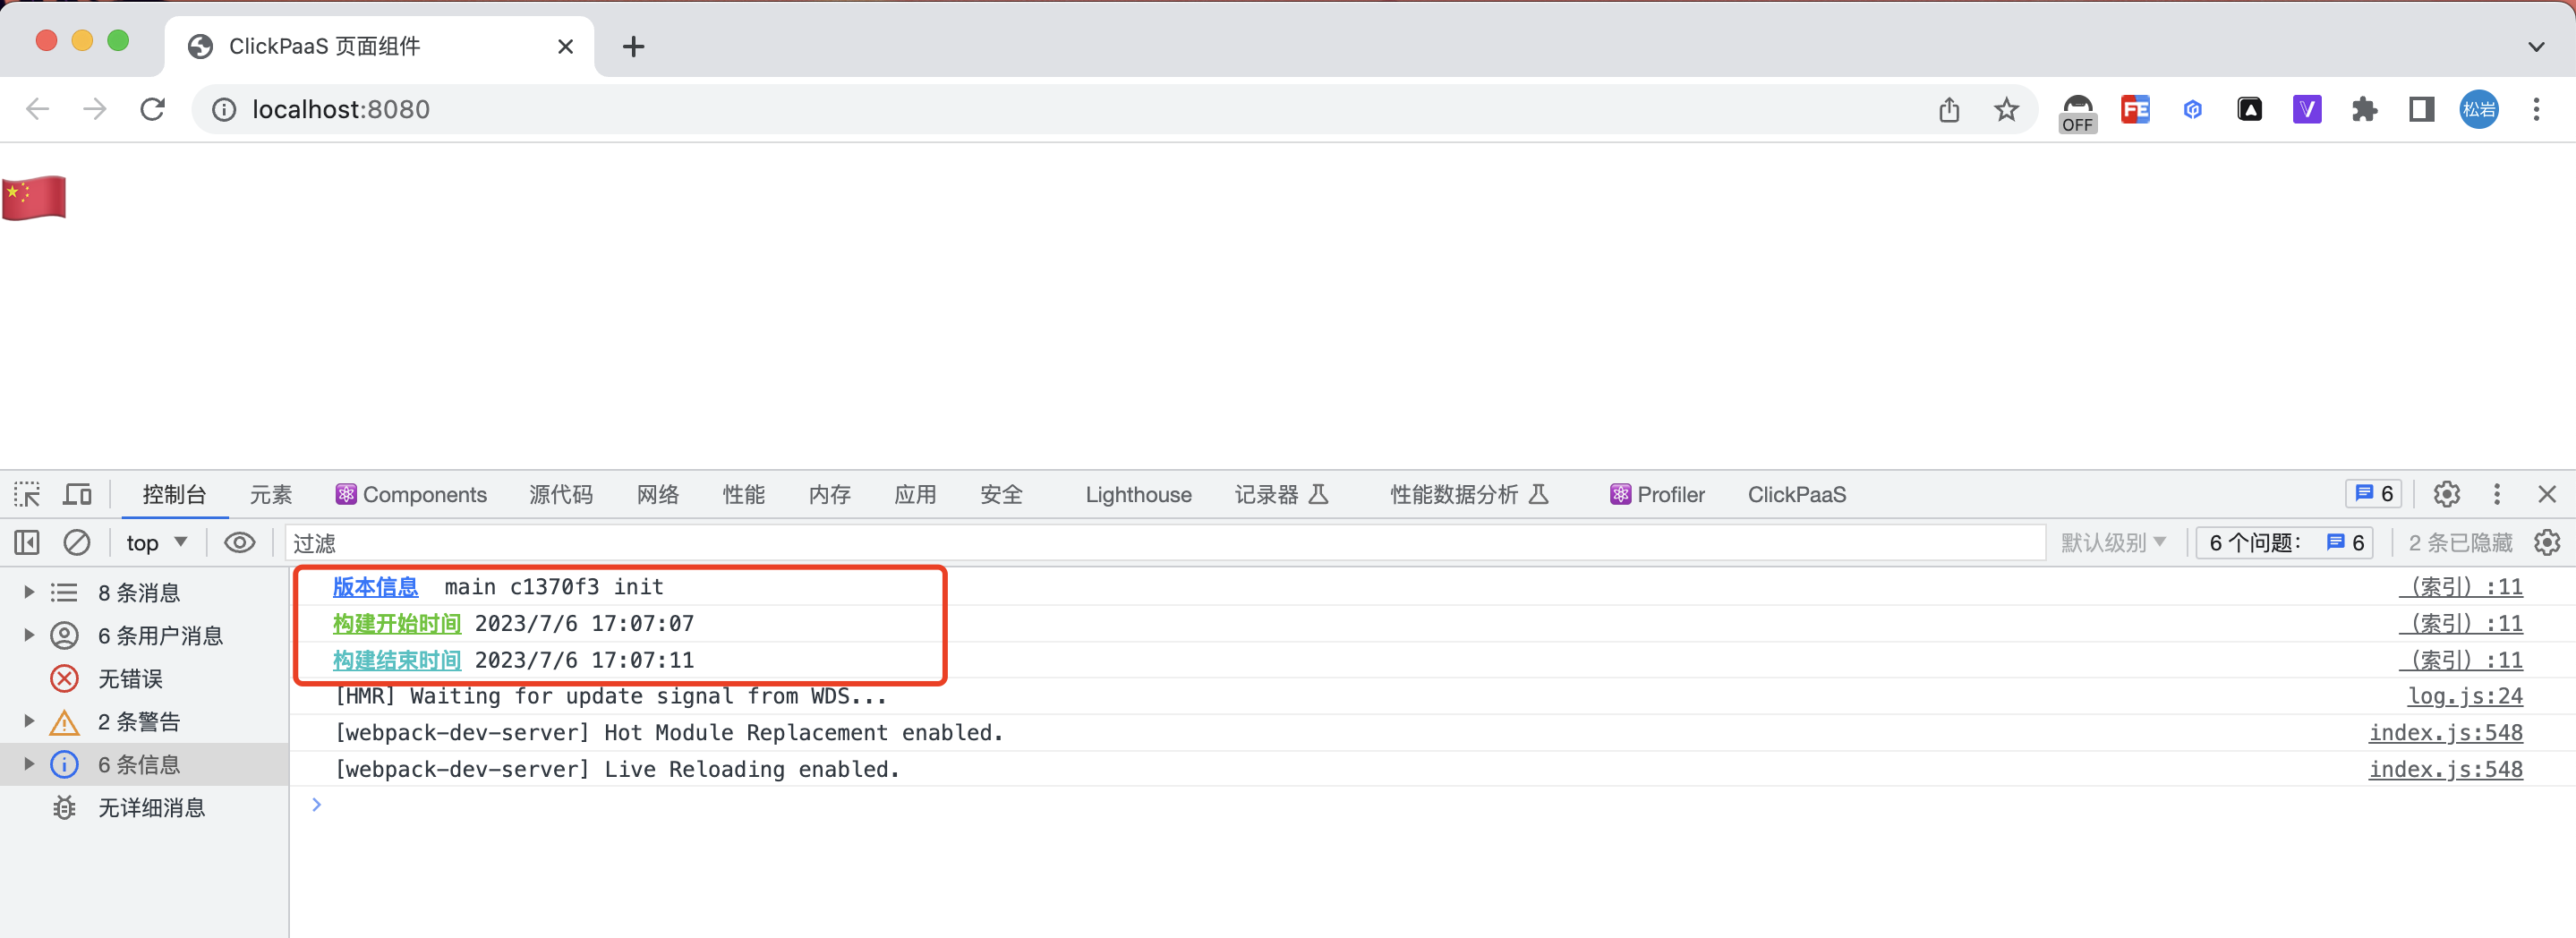 ClickPaaS 页面组件
localhost:8080
OFF
FE
V
松岩
控制台 元素 Components 源代码 网络 性能 内存 应用 安全 Lighthouse 记录器 性能数据分析 Profiler ClickPaaS 6
top 过滤 默认级别 6 个问题： 6 2 条已隐藏
8 条消息
6 条用户消息
无错误
2 条警告
6 条信息
无详细消息
版本信息 main c1370f3 init （索引）:11
构建开始时间 2023/7/6 17:07:07 （索引）:11
构建结束时间 2023/7/6 17:07:11 （索引）:11
[HMR] Waiting for update signal from WDS... log.js:24
[webpack-dev-server] Hot Module Replacement enabled. index.js:548
[webpack-dev-server] Live Reloading enabled. index.js:548